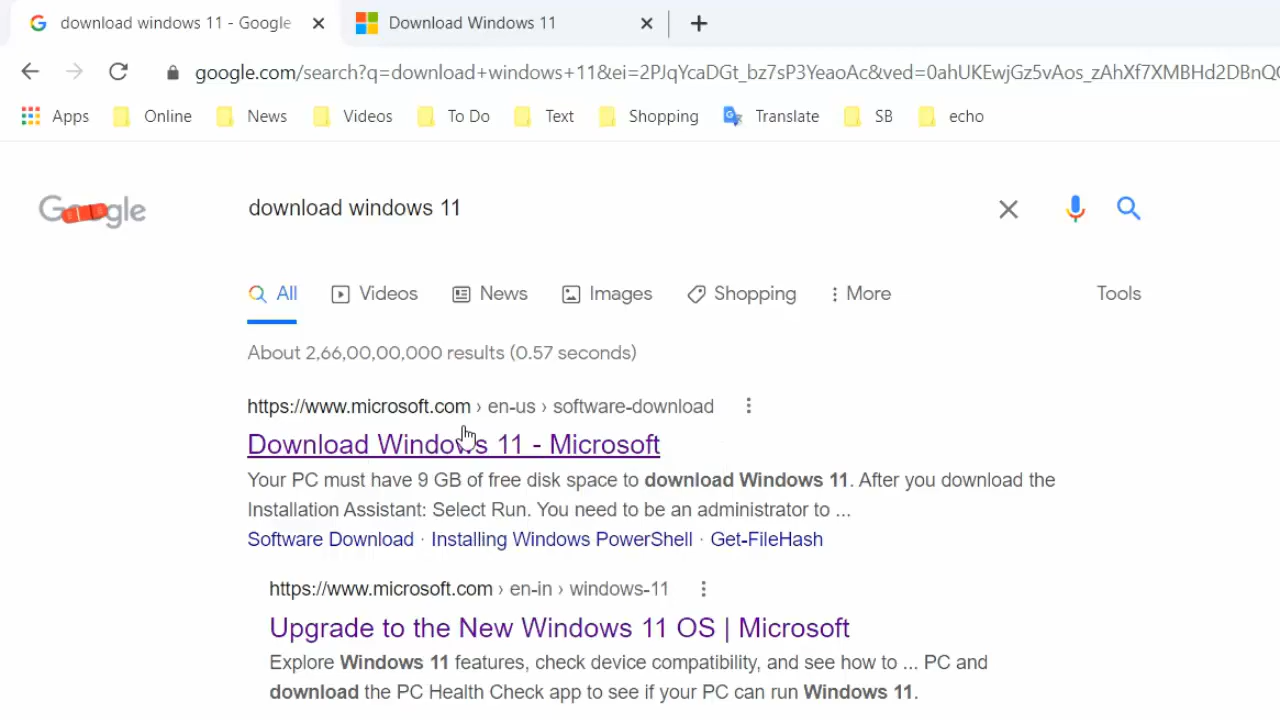 download windows 11 - Google
Download Windows 11
google.com/search?q=download+windows+11&ei=2PJqYcaDGt_bz7sP3YeaoAc&ved=0ahUKEwjGz5vAos_zAhXf7XMBHd2DBnQ
Apps Online News Videos To Do Text Shopping Translate SB echo
Google
download windows 11
All Videos News Images Shopping More Tools
About 2,66,00,00,000 results (0.57 seconds)
https://www.microsoft.com › en-us › software-download
Download Windows 11 - Microsoft
Your PC must have 9 GB of free disk space to download Windows 11. After you download the
Installation Assistant: Select Run. You need to be an administrator to ...
Software Download · Installing Windows PowerShell · Get-FileHash
https://www.microsoft.com › en-in › windows-11
Upgrade to the New Windows 11 OS | Microsoft
Explore Windows 11 features, check device compatibility, and see how to ... PC and
download the PC Health Check app to see if your PC can run Windows 11.